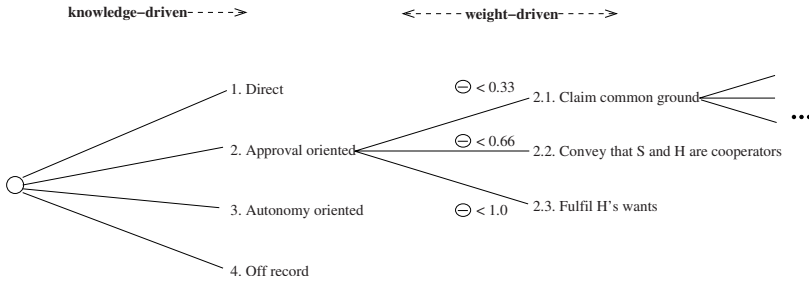 knowledge–driven
weight–driven
1. Direct
2. Approval oriented
3. Autonomy oriented
4. Off record
Θ < 0.33
2.1. Claim common ground
...
Θ < 0.66
2.2. Convey that S and H are cooperators
Θ < 1.0
2.3. Fulfil H's wants